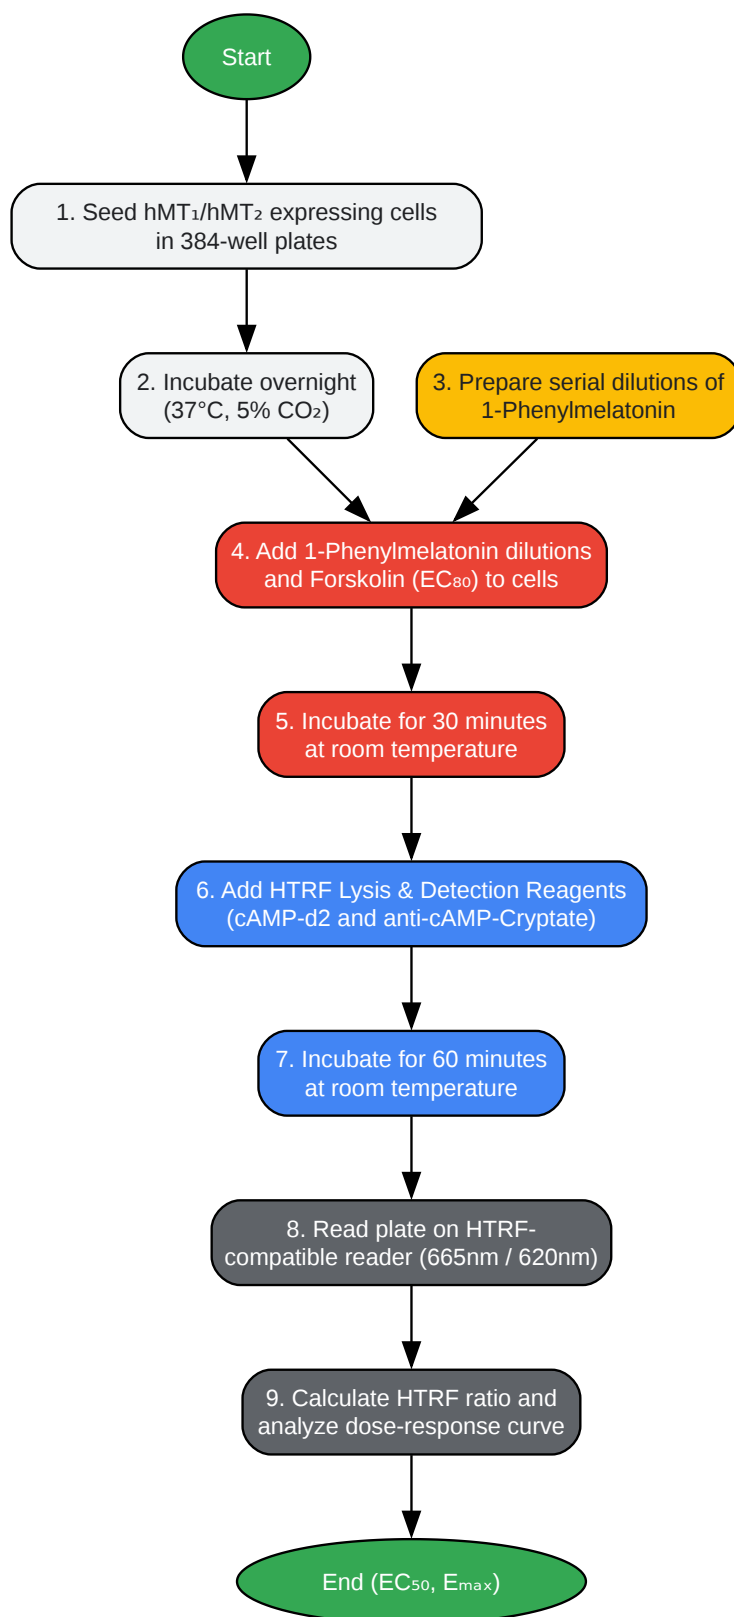 Start
1. Seed hMT₁/hMT₂ expressing cells
in 384-well plates
2. Incubate overnight
(37°C, 5% CO₂)
3. Prepare serial dilutions of
1-Phenylmelatonin
4. Add 1-Phenylmelatonin dilutions
and Forskolin (EC₈₀) to cells
5. Incubate for 30 minutes
at room temperature
6. Add HTRF Lysis & Detection Reagents
(cAMP-d2 and anti-cAMP-Cryptate)
7. Incubate for 60 minutes
at room temperature
8. Read plate on HTRF-
compatible reader (665nm / 620nm)
9. Calculate HTRF ratio and
analyze dose-response curve
End (EC₅₀, Eₘₐₓ)